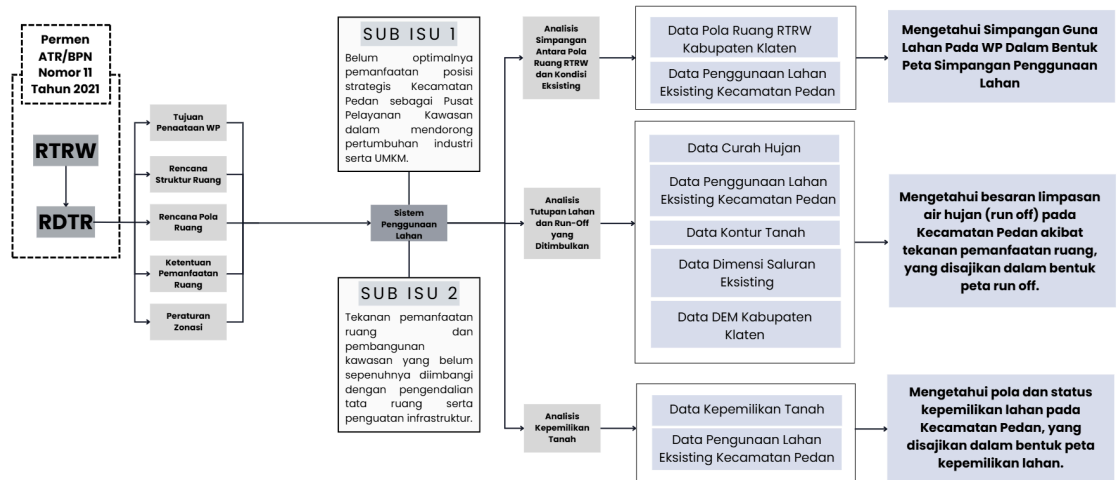 Permen
ATR/BPN
Nomor 11
Tahun 2021
RTRW
RDTR
Tujuan
Penaataan WP
Rencana
Struktur Ruang
Rencana Pola
Ruang
Ketentuan
Pemanfaatan
Ruang
Peraturan
Zonasi
SUB ISU 1
Belum optimalnya
pemanfaatan posisi
strategis Kecamatan
Pedan sebagai Pusat
Pelayanan Kawasan
dalam mendorong
pertumbuhan industri
serta UMKM.
Sistem
Penggunaan
Lahan
SUB ISU 2
Tekanan pemanfaatan
ruang dan
pembangunan
kawasan yang belum
sepenuhnya diimbangi
dengan pengendalian
tata ruang serta
penguatan infrastruktur.
Analisis
Simpangan
Antara Pola
Ruang RTRW
dan Kondisi
Eksisting
Data Pola Ruang RTRW
Kabupaten Klaten
Data Penggunaan Lahan
Eksisting Kecamatan Pedan
Mengetahui Simpangan Guna
Lahan Pada WP Dalam Bentuk
Peta Simpangan Penggunaan
Lahan
Analisis
Tutupan Lahan
dan Run-Off
yang
Ditimbulkan
Data Curah Hujan
Data Penggunaan Lahan
Eksisting Kecamatan Pedan
Data Kontur Tanah
Data Dimensi Saluran
Eksisting
Data DEM Kabupaten
Klaten
Mengetahui besaran limpasan
air hujan (run off) pada
Kecamatan Pedan akibat
tekanan pemanfaatan ruang,
yang disajikan dalam bentuk
peta run off.
Analisis
Kepemilikan
Tanah
Data Kepemilikan Tanah
Data Pengunaan Lahan
Eksisting Kecamatan Pedan
Mengetahui pola dan status
kepemilikan lahan pada
Kecamatan Pedan, yang
disajikan dalam bentuk peta
kepemilikan lahan.